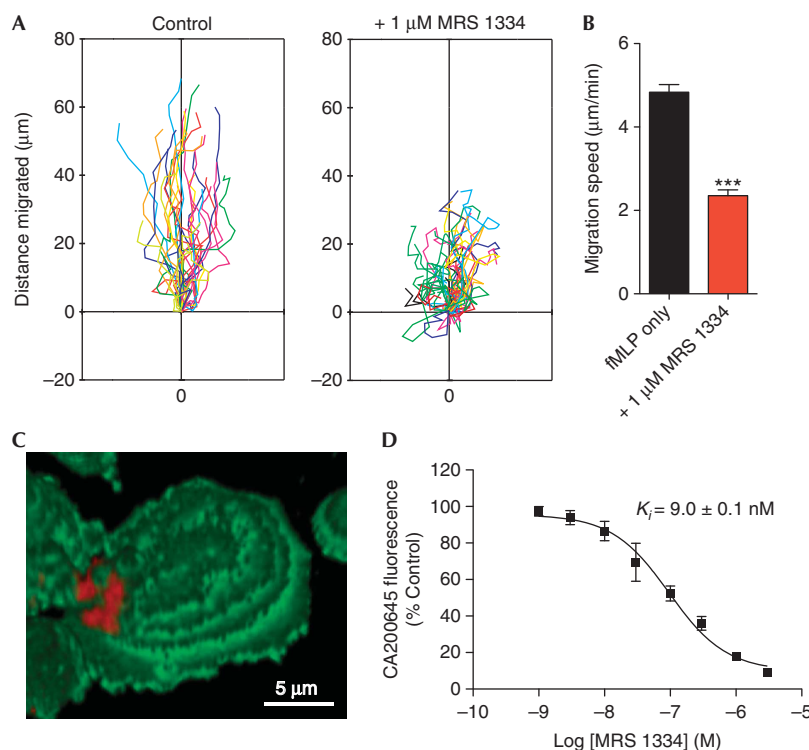 A
Control
+ 1 μM MRS 1334
80
60
40
20
0
–20
0
80
60
40
20
0
–20
0
Distance migrated (μm)
B
6
4
2
0
Migration speed (μm/min)
***
fMLP only
+ 1 μM MRS 1334
C
5 μm
D
120
100
80
60
40
20
0
CA200645 fluorescence
(% Control)
Ki = 9.0 ± 0.1 nM
–10 –9 –8 –7 –6 –5
Log [MRS 1334] (M)